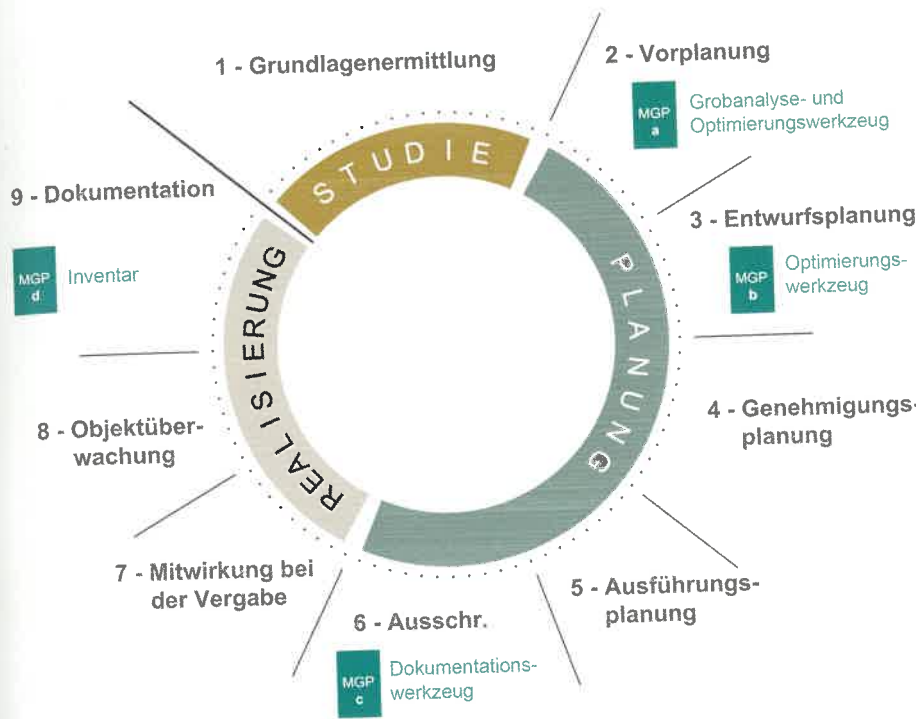 1 - Grundlagenermittlung
2 - Vorplanung
MGP
a
Grobanalyse- und
Optimierungswerkzeug
3 - Entwurfsplanung
MGP
b
Optimierungs-
werkzeug
4 - Genehmigungs-
planung
5 - Ausführungs-
planung
6 - Ausschr.
MGP
c
Dokumentations-
werkzeug
7 - Mitwirkung bei
der Vergabe
8 - Objektüber-
wachung
9 - Dokumentation
MGP
d
Inventar
STUDIE
PLANUNG
REALISIERUNG